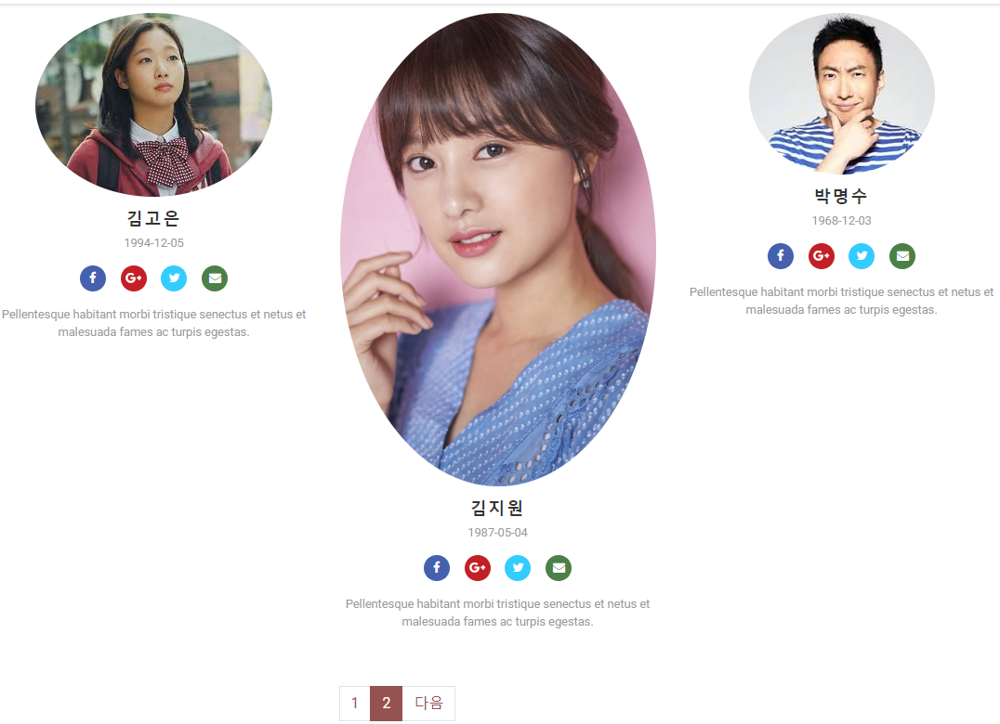 김고은
1994-12-05
Pellentesque habitant morbi tristique senectus et netus et
malesuada fames ac turpis egestas.
김지원
1987-05-04
Pellentesque habitant morbi tristique senectus et netus et
malesuada fames ac turpis egestas.
박명수
1968-12-03
Pellentesque habitant morbi tristique senectus et netus et
malesuada fames ac turpis egestas.
1 2 다음